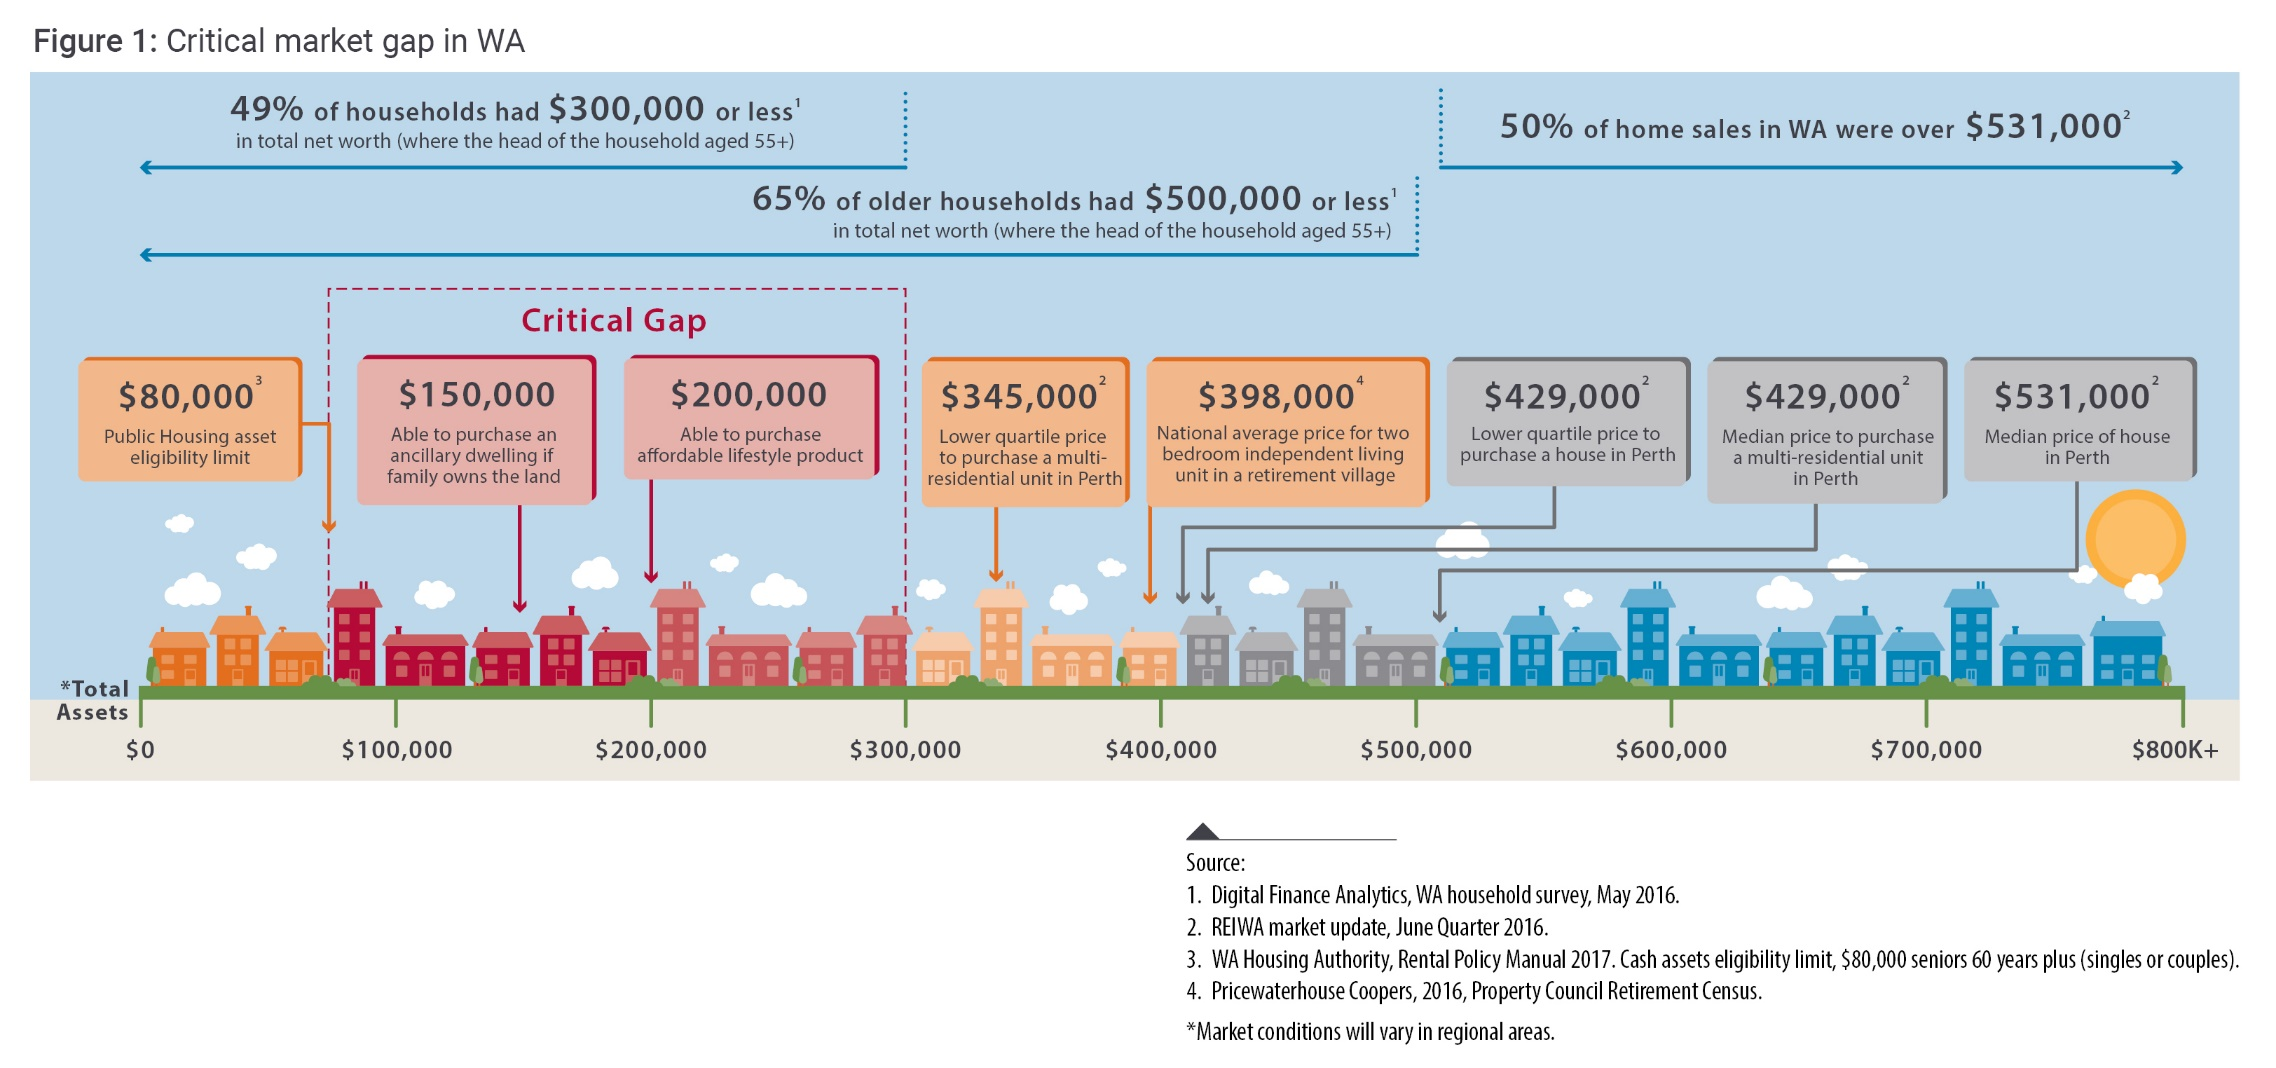 Figure 1: Critical market gap in WA
49% of households had $300,000 or less1
in total net worth (where the head of the household aged 55+)
50% of home sales in WA were over $531,0002
65% of older households had $500,000 or less1
in total net worth (where the head of the household aged 55+)
Critical Gap
$80,0003
Public Housing asset
eligibility limit
$150,000
Able to purchase an
ancillary dwelling if
family owns the land
$200,000
Able to purchase
affordable lifestyle product
$345,0002
Lower quartile price
to purchase a multi-
residential unit in Perth
$398,0004
National average price for two
bedroom independent living
unit in a retirement village
$429,0002
Lower quartile price to
purchase a house in Perth
$429,0002
Median price to purchase
a multi-residential unit
in Perth
$531,0002
Median price of house
in Perth
*Total
Assets
$0
$100,000
$200,000
$300,000
$400,000
$500,000
$600,000
$700,000
$800K+
Source:
1. Digital Finance Analytics, WA household survey, May 2016.
2. REIWA market update, June Quarter 2016.
3. WA Housing Authority, Rental Policy Manual 2017. Cash assets eligibility limit, $80,000 seniors 60 years plus (singles or couples).
4. Pricewaterhouse Coopers, 2016, Property Council Retirement Census.
*Market conditions will vary in regional areas.